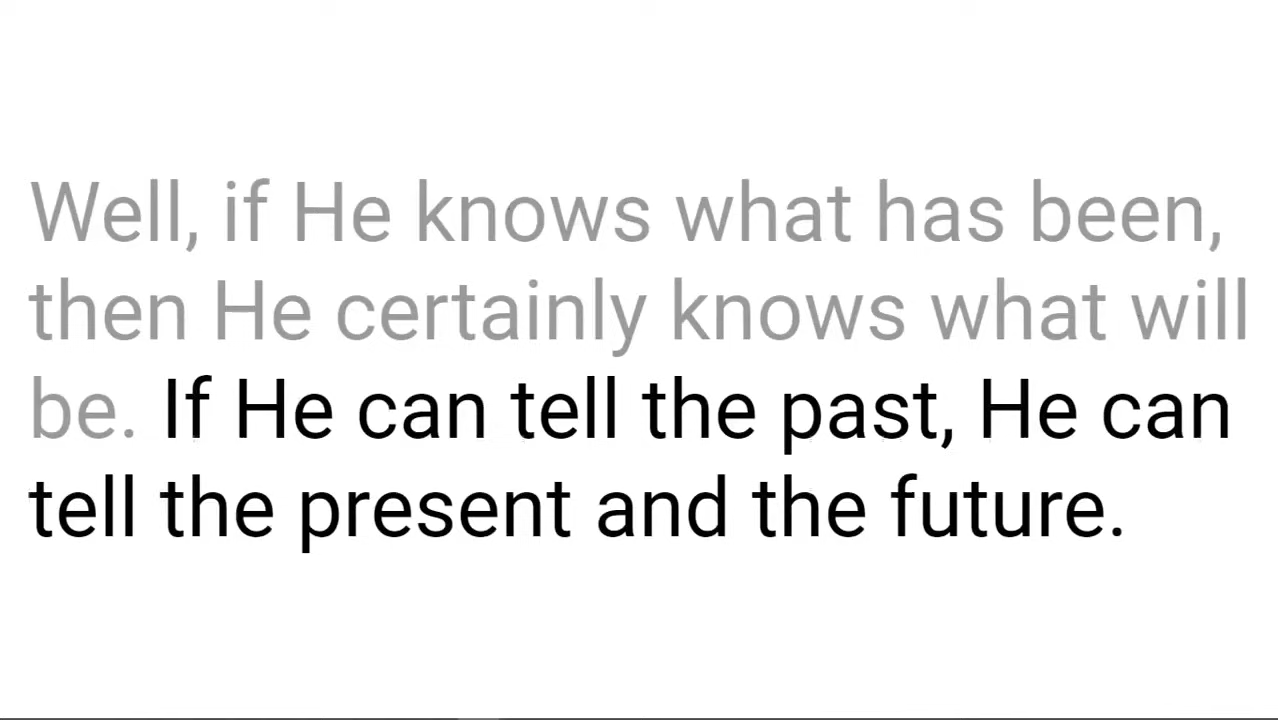 Well, if He knows what has been,
then He certainly knows what will
be. If He can tell the past, He can
tell the present and the future.